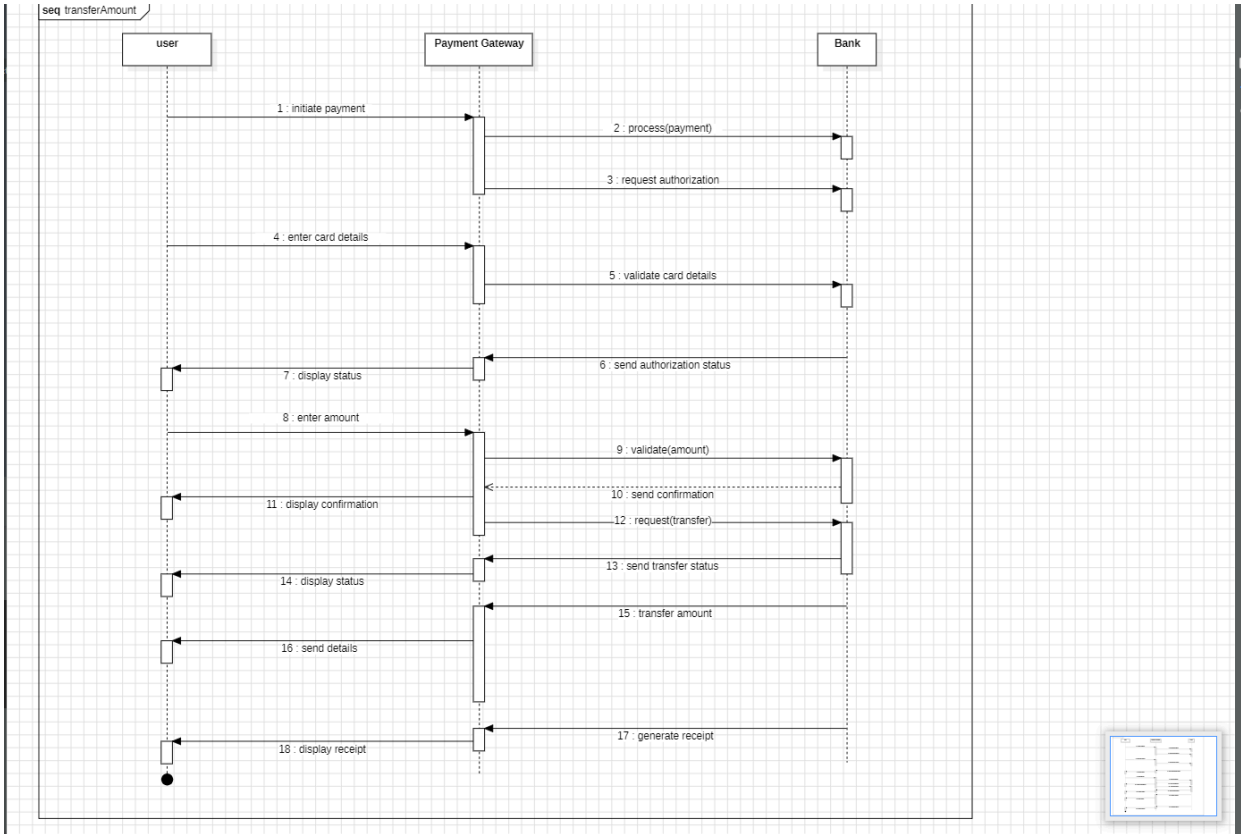 seq transferAmount
user
Payment Gateway
Bank
1 : initiate payment
2 : process(payment)
3 : request authorization
4 : enter card details
5 : validate card details
6 : send authorization status
7 : display status
8 : enter amount
9 : validate(amount)
10 : send confirmation
11 : display confirmation
12 : request(transfer)
13 : send transfer status
14 : display status
15 : transfer amount
16 : send details
17 : generate receipt
18 : display receipt